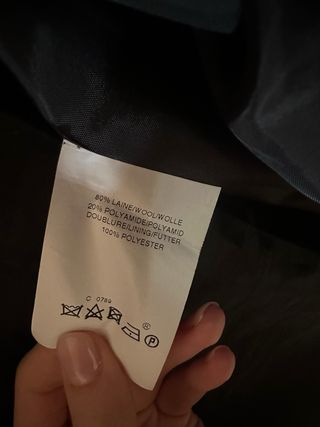 80% LAINE/WOOL/WOLLE
20% POLYAMIDE/POLYAMID
DOUBLURE/LINING/FUTTER
100% POLYESTER
C 0789
®
P